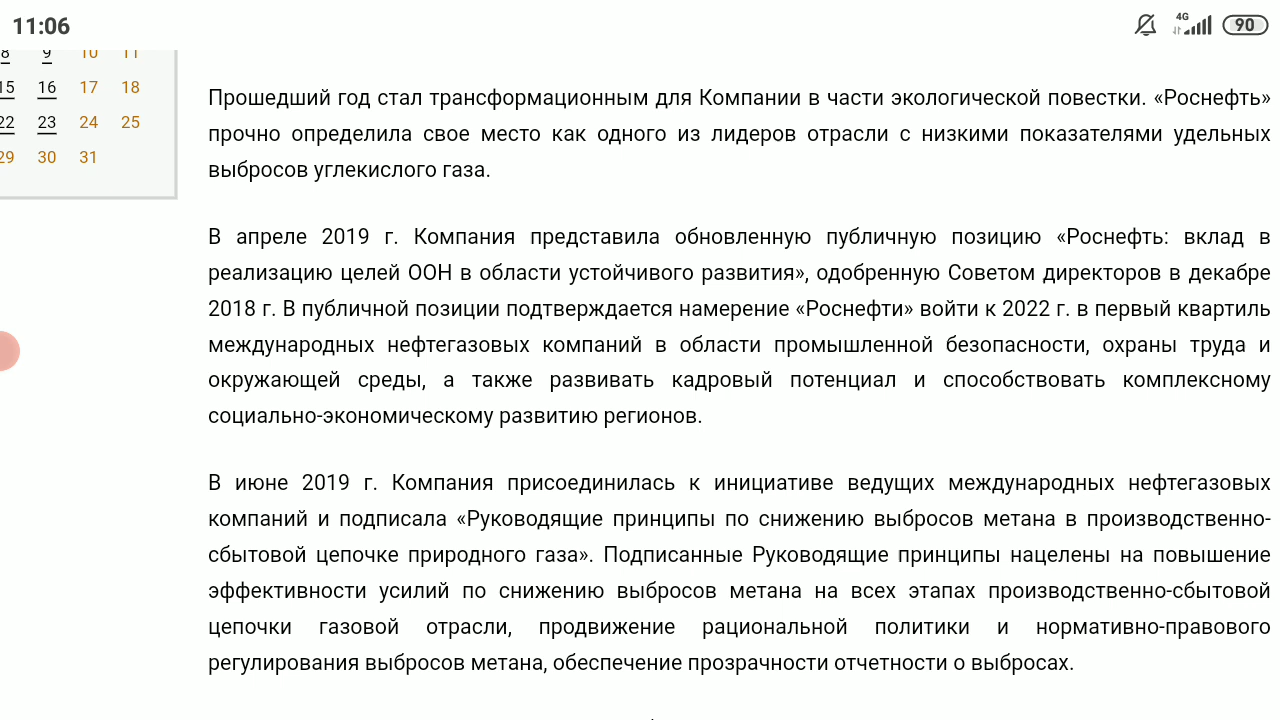 11:06
4G
90
8 9 10 11
15 16 17 18
22 23 24 25
29 30 31
Прошедший год стал трансформационным для Компании в части экологической повестки. «Роснефть»
прочно определила свое место как одного из лидеров отрасли с низкими показателями удельных
выбросов углекислого газа.
В апреле 2019 г. Компания представила обновленную публичную позицию «Роснефть: вклад в
реализацию целей ООН в области устойчивого развития», одобренную Советом директоров в декабре
2018 г. В публичной позиции подтверждается намерение «Роснефти» войти к 2022 г. в первый квартиль
международных нефтегазовых компаний в области промышленной безопасности, охраны труда и
окружающей среды, а также развивать кадровый потенциал и способствовать комплексному
социально-экономическому развитию регионов.
В июне 2019 г. Компания присоединилась к инициативе ведущих международных нефтегазовых
компаний и подписала «Руководящие принципы по снижению выбросов метана в производственно-
сбытовой цепочке природного газа». Подписанные Руководящие принципы нацелены на повышение
эффективности усилий по снижению выбросов метана на всех этапах производственно-сбытовой
цепочки газовой отрасли, продвижение рациональной политики и нормативно-правового
регулирования выбросов метана, обеспечение прозрачности отчетности о выбросах.